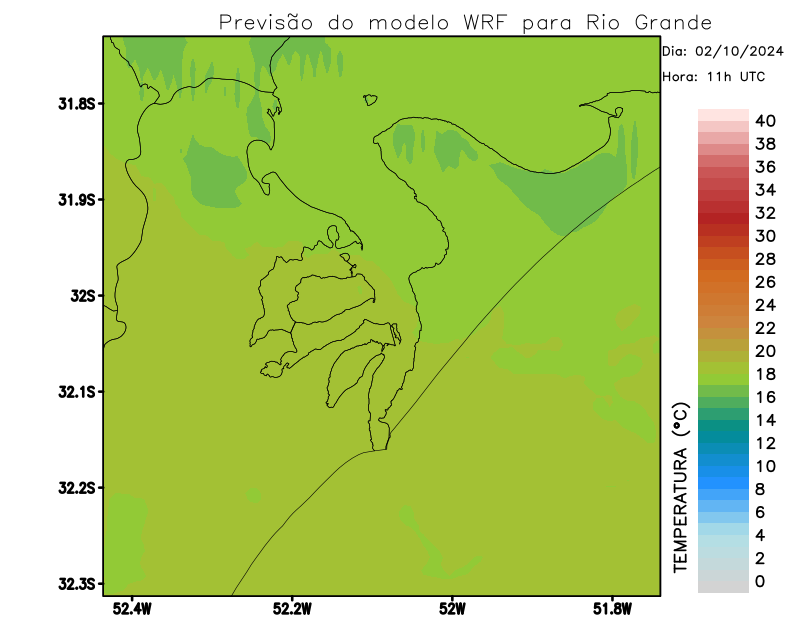 Previsão do modelo WRF para Rio Grande
Dia: 02/10/2024
Hora: 11h UTC
31.8S
31.9S
32S
32.1S
32.2S
32.3S
52.4W
52.2W
52W
51.8W
TEMPERATURA (°C)
40
38
36
34
32
30
28
26
24
22
20
18
16
14
12
10
8
6
4
2
0